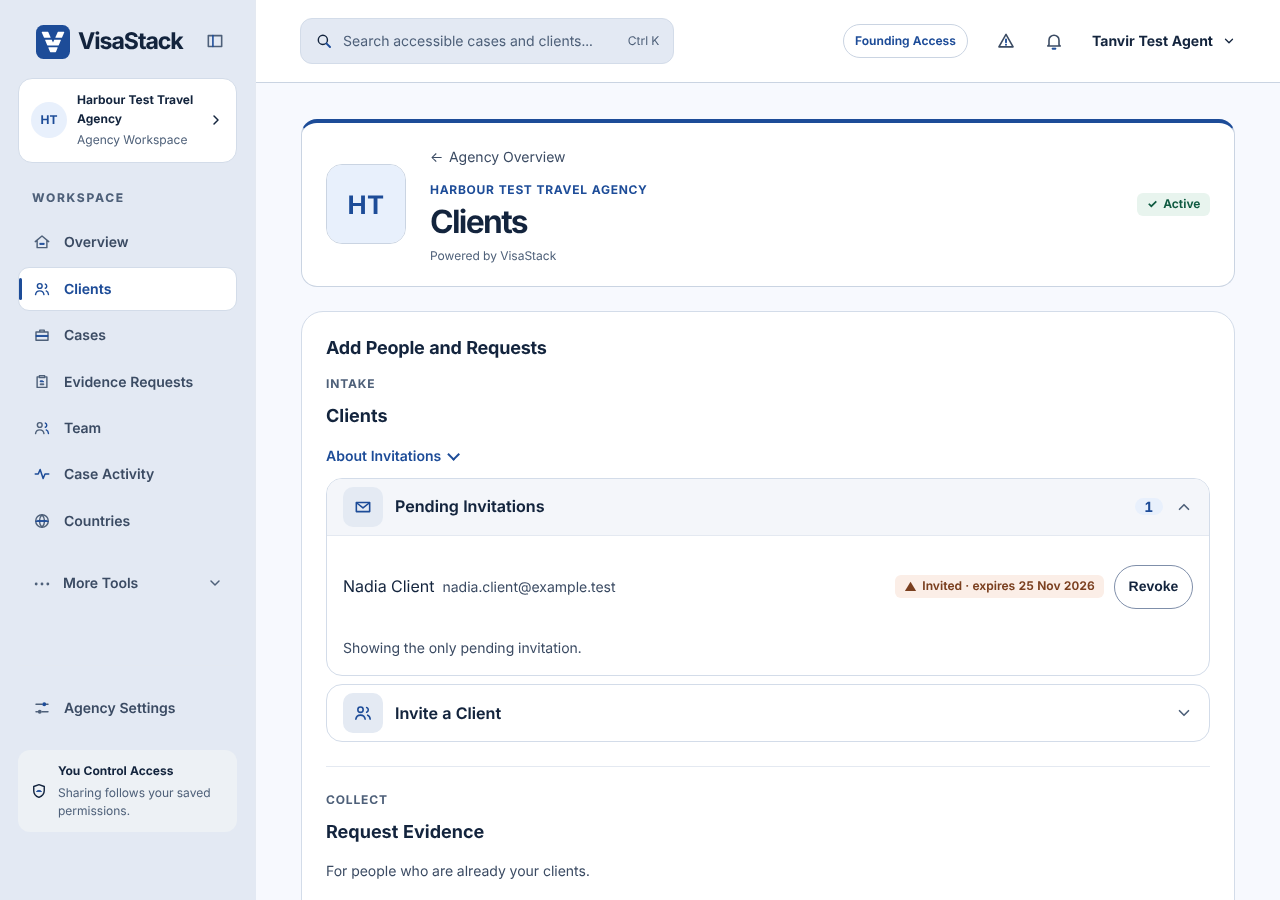 VisaStack
Search accessible cases and clients...
Ctrl K
Founding Access
Tanvir Test Agent
HT
Harbour Test Travel
Agency
Agency Workspace
WORKSPACE
Overview
Clients
Cases
Evidence Requests
Team
Case Activity
Countries
More Tools
Agency Settings
You Control Access
Sharing follows your saved
permissions.
HT
← Agency Overview
HARBOUR TEST TRAVEL AGENCY
Clients
Powered by VisaStack
Active
Add People and Requests
INTAKE
Clients
About Invitations
Pending Invitations
1
Nadia Client nadia.client@example.test
Invited · expires 25 Nov 2026
Revoke
Showing the only pending invitation.
Invite a Client
COLLECT
Request Evidence
For people who are already your clients.